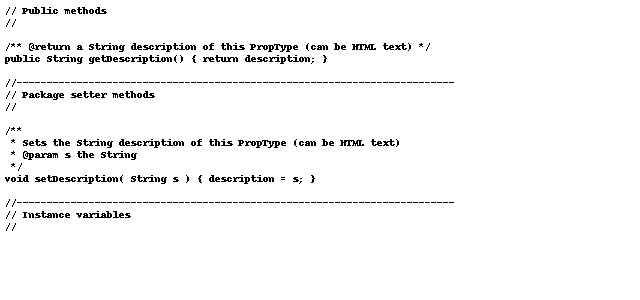 // Public methods
//
/** @return a String description of this PropType (can be HTML text) */
public String getDescription() { return description; }
//-------------------------------------------------------------------------
// Package setter methods
//
/**
* Sets the String description of this PropType (can be HTML text)
* @param s the String
*/
void setDescription( String s ) { description = s; }
//-------------------------------------------------------------------------
// Instance variables
//